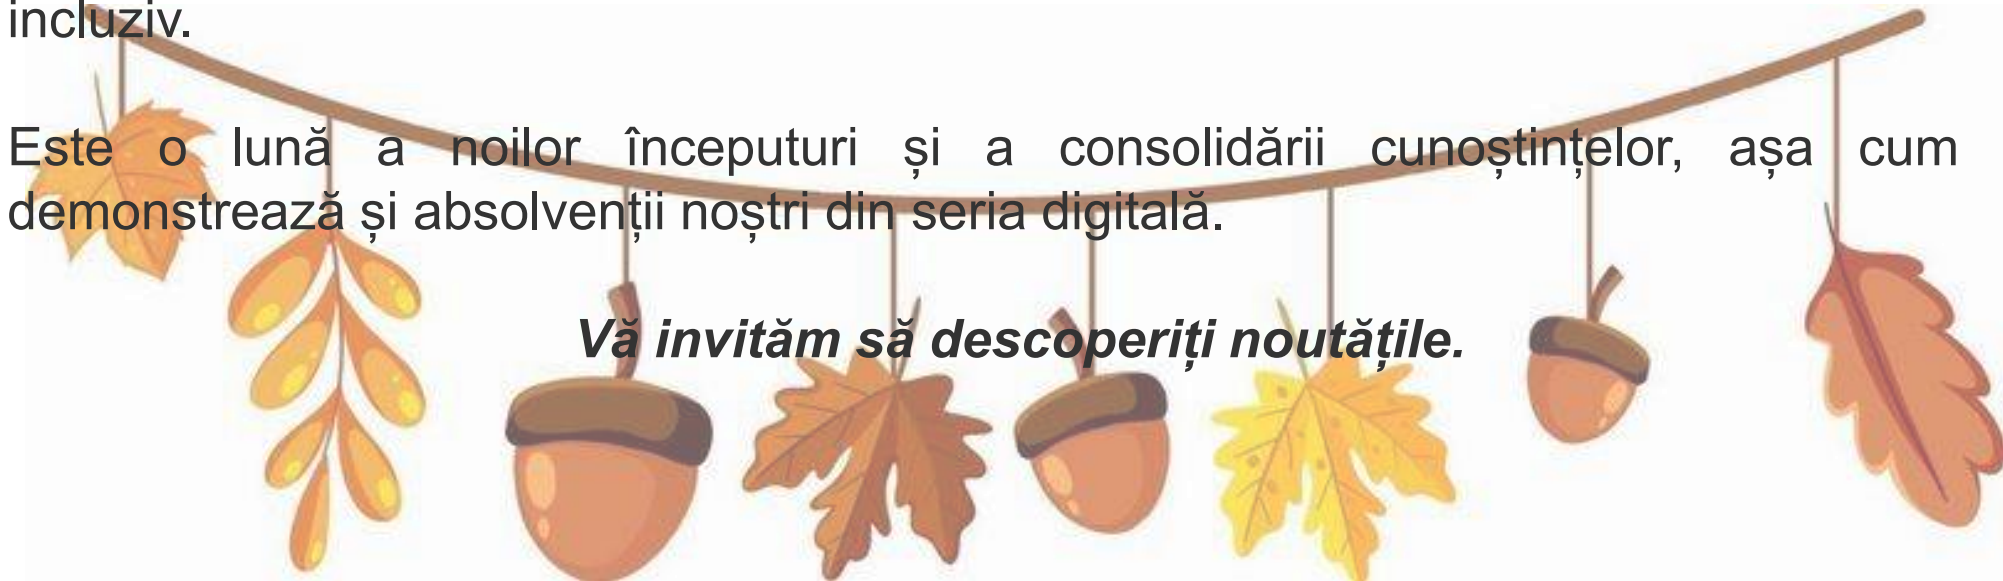 incluziv.
Este o lună a noilor începuturi și a consolidării cunoștințelor, așa cum
demonstrează și absolvenții noștri din seria digitală.
Vă invităm să descoperiți noutățile.